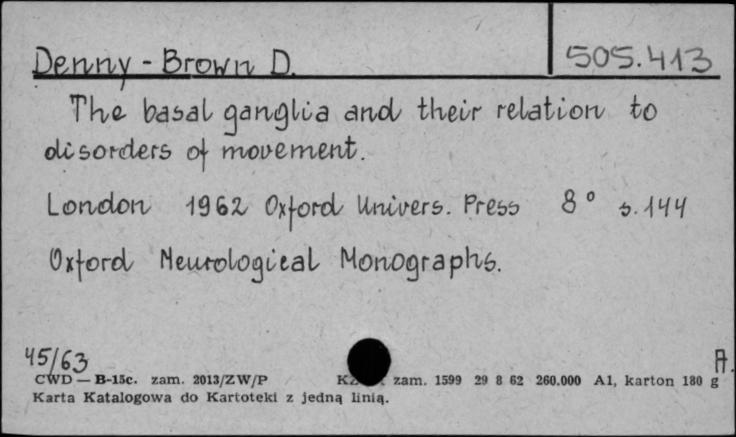 Denny - Brown D. 505.413
The basal ganglia and their relation to
disorders of movement.
London 1962 Oxford Univers. Press 8° s. 144
Oxford Neurological Monographs.
45/63 A.
CWD — B-15c. zam. 2013/ZW/P zam. 1599 29 8 62 260.000 A1, karton 180 g
Karta Katalogowa do Kartoteki z jedną linią.